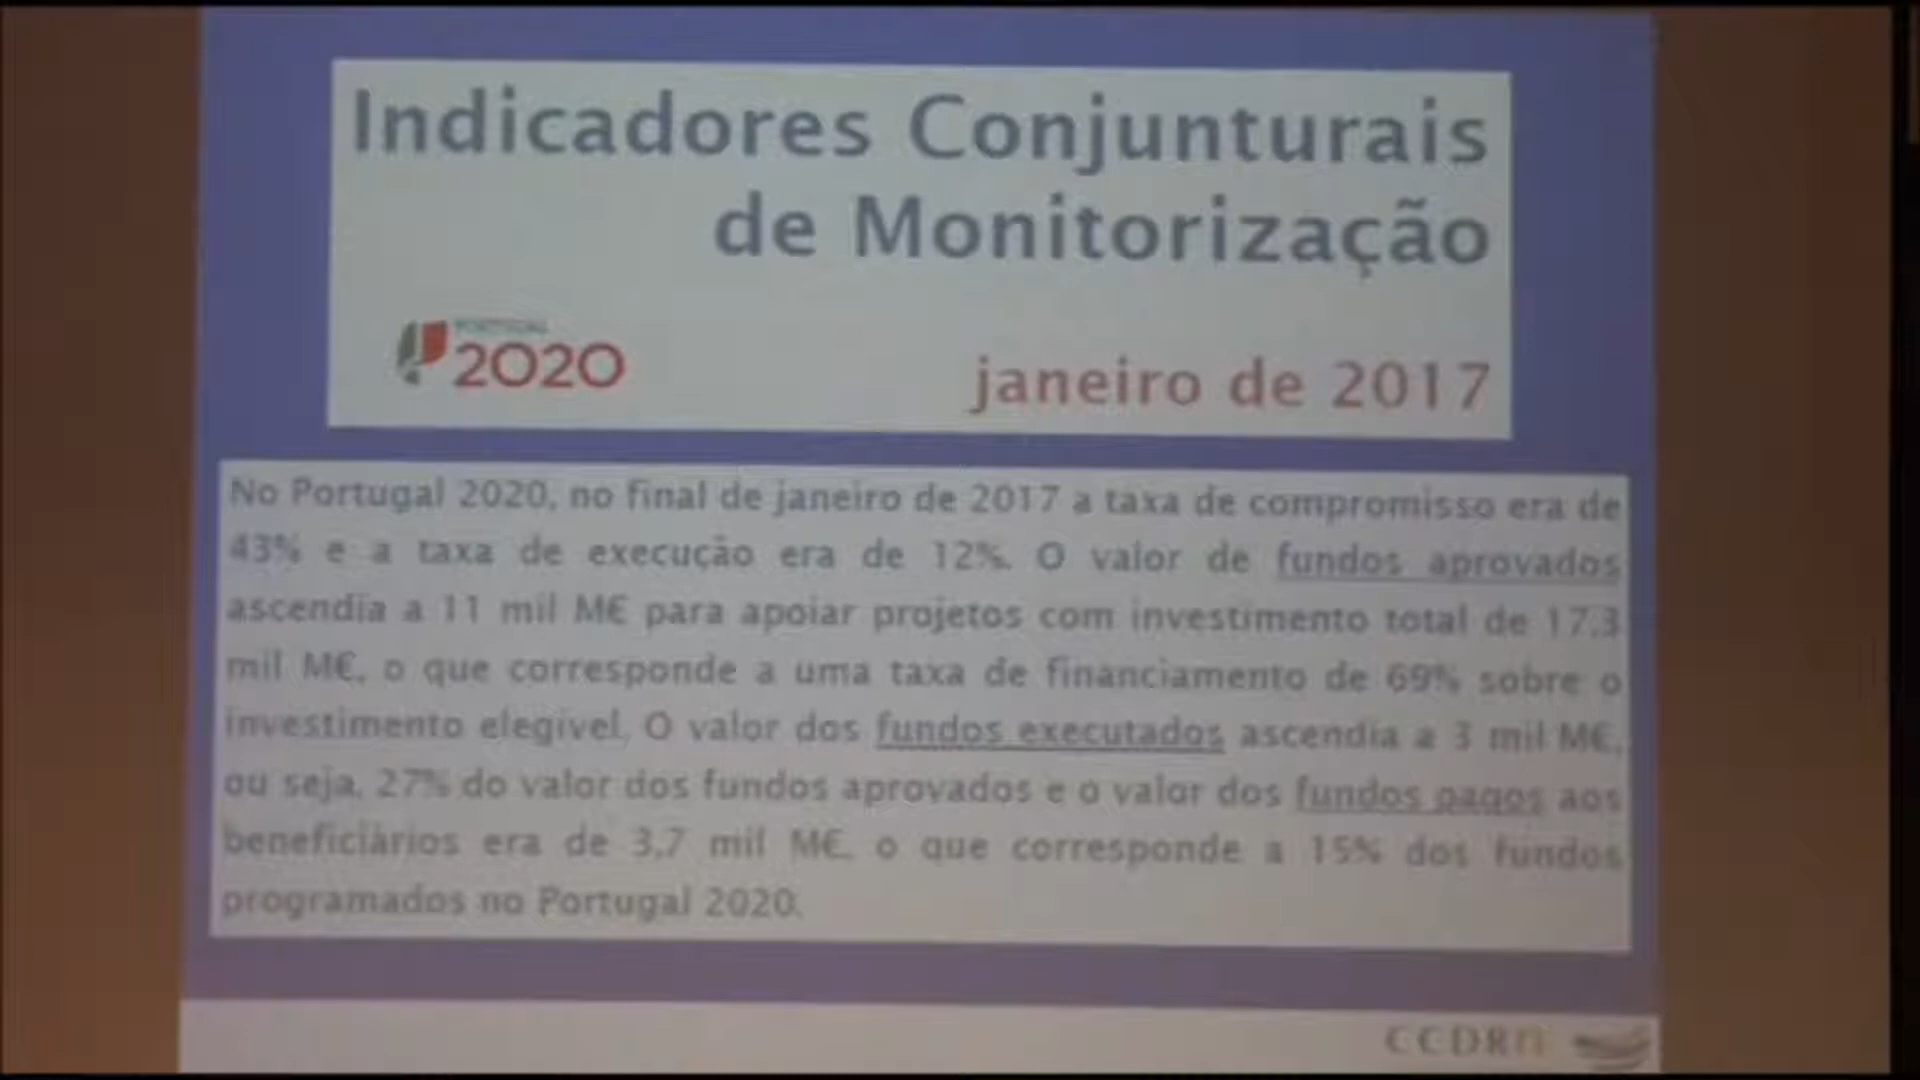 Indicadores Conjunturais
de Monitorização
PORTUGAL
2020
janeiro de 2017
No Portugal 2020, no final de janeiro de 2017 a taxa de compromisso era de
43% e a taxa de execução era de 12%. O valor de fundos aprovados
ascendia a 11 mil M€ para apoiar projetos com investimento total de 17,3
mil M€, o que corresponde a uma taxa de financiamento de 69% sobre o
investimento elegível. O valor dos fundos executados ascendia a 3 mil M€,
ou seja, 27% do valor dos fundos aprovados e o valor dos fundos pagos aos
beneficiários era de 3,7 mil M€, o que corresponde a 15% dos fundos
programados no Portugal 2020.
CCDRn